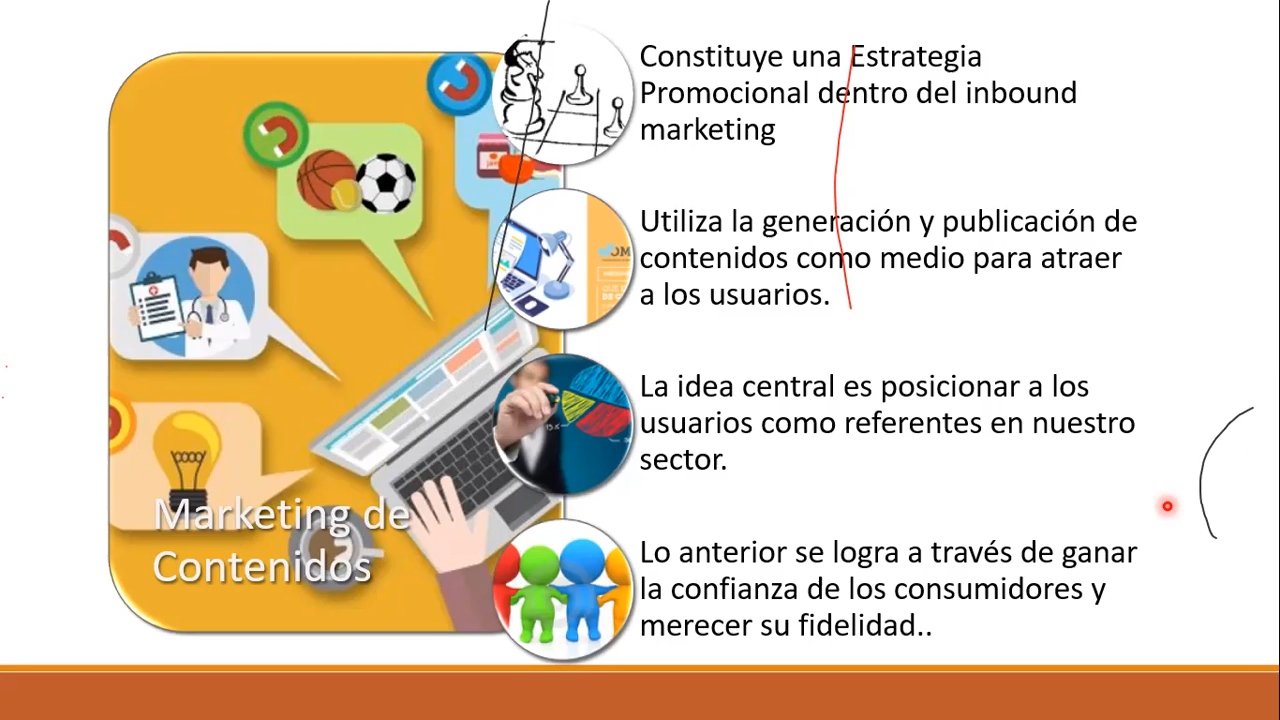 Marketing de
Contenidos
Constituye una Estrategia
Promocional dentro del inbound
marketing
Utiliza la generación y publicación de
contenidos como medio para atraer
a los usuarios.
La idea central es posicionar a los
usuarios como referentes en nuestro
sector.
Lo anterior se logra a través de ganar
la confianza de los consumidores y
merecer su fidelidad..